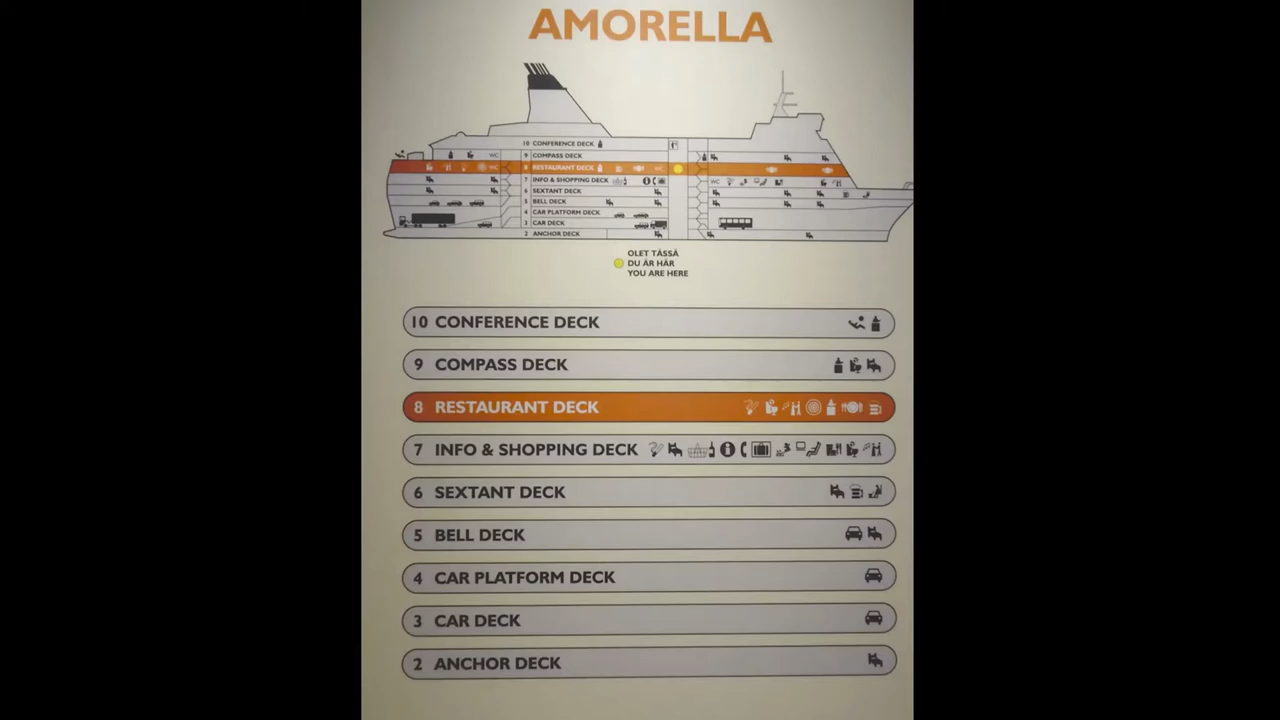 AMORELLA
10 CONFERENCE DECK
9 COMPASS DECK
WC 8 RESTAURANT DECK WC
7 INFO & SHOPPING DECK WC
6 SEXTANT DECK
5 BELL DECK
4 CAR PLATFORM DECK
3 CAR DECK
2 ANCHOR DECK
OLET TÄSSÄ
DU ÄR HÄR
YOU ARE HERE
10 CONFERENCE DECK
9 COMPASS DECK
8 RESTAURANT DECK
7 INFO & SHOPPING DECK
6 SEXTANT DECK
5 BELL DECK
4 CAR PLATFORM DECK
3 CAR DECK
2 ANCHOR DECK